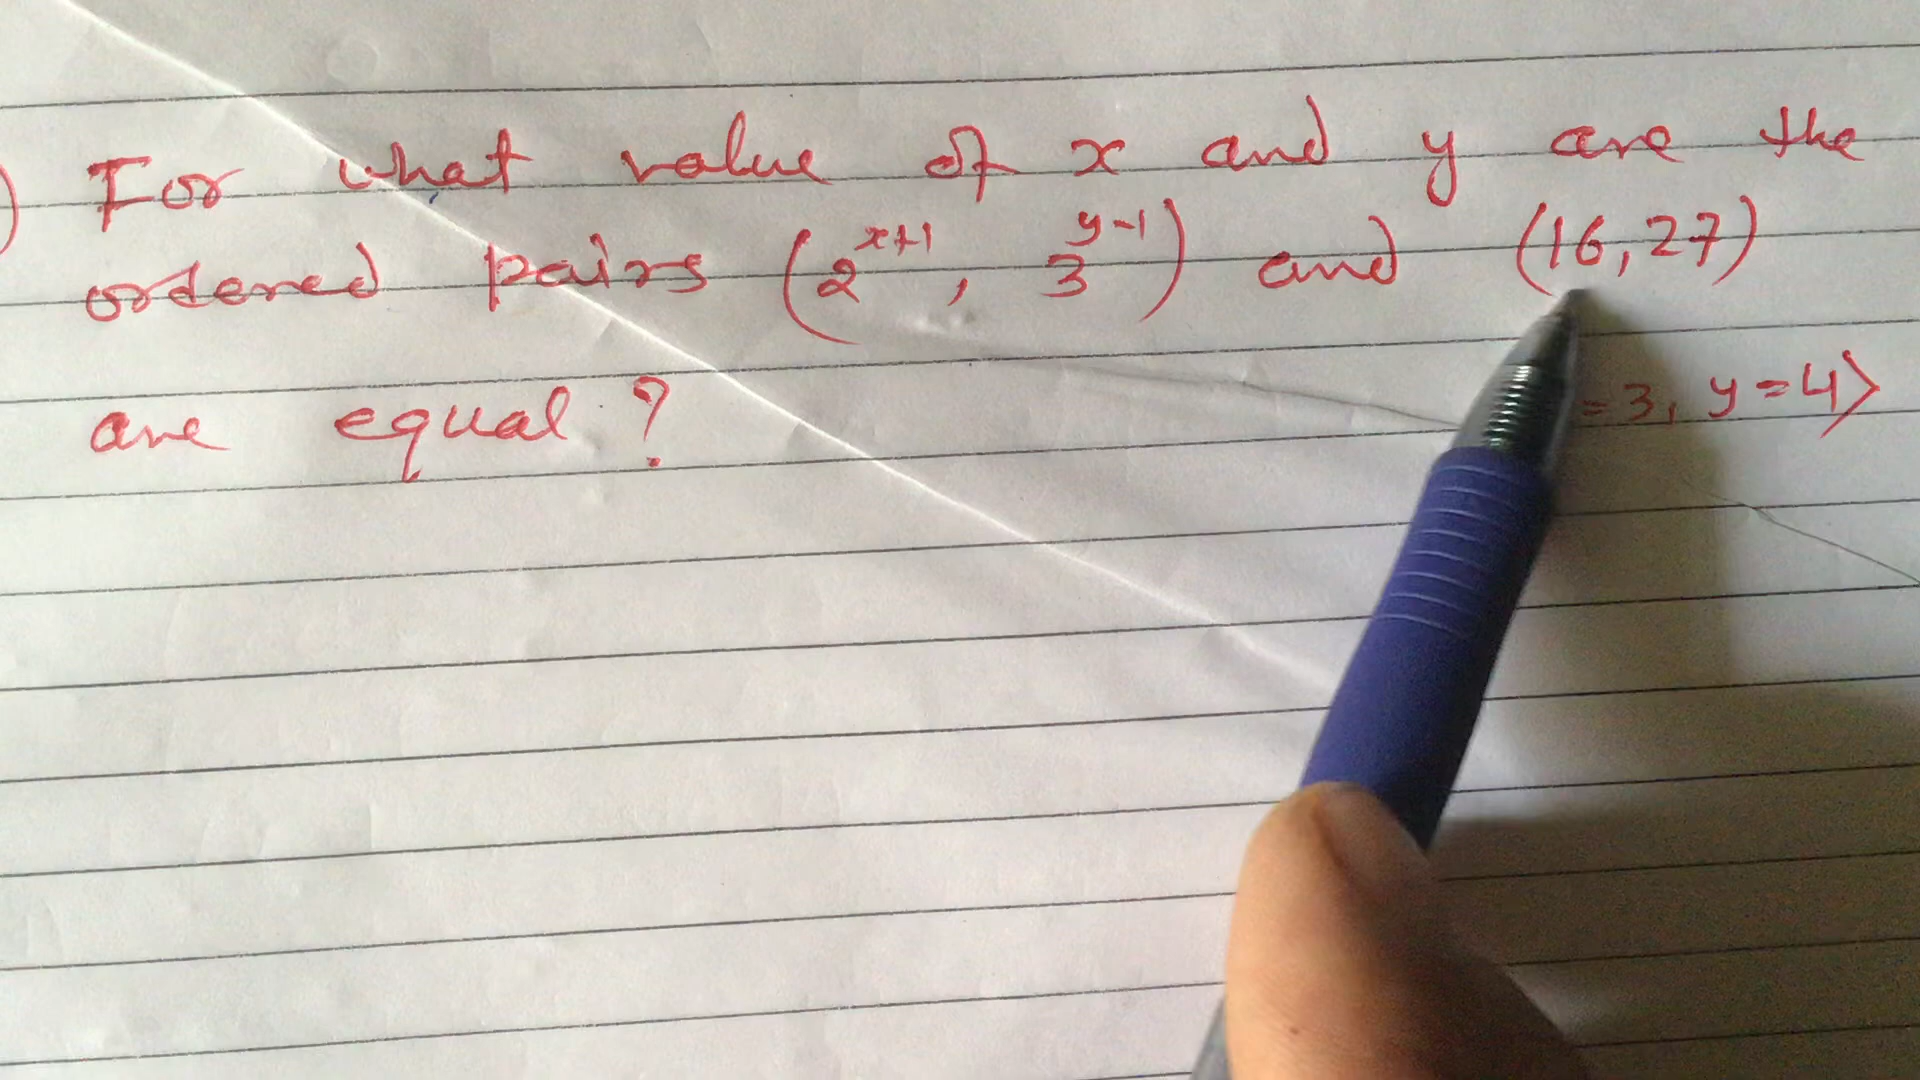 ) For what value of x and y are the
ordered pairs (2^{x+1}, 3^{y-1}) and (16,27)
are equal ?
=3, y=4>